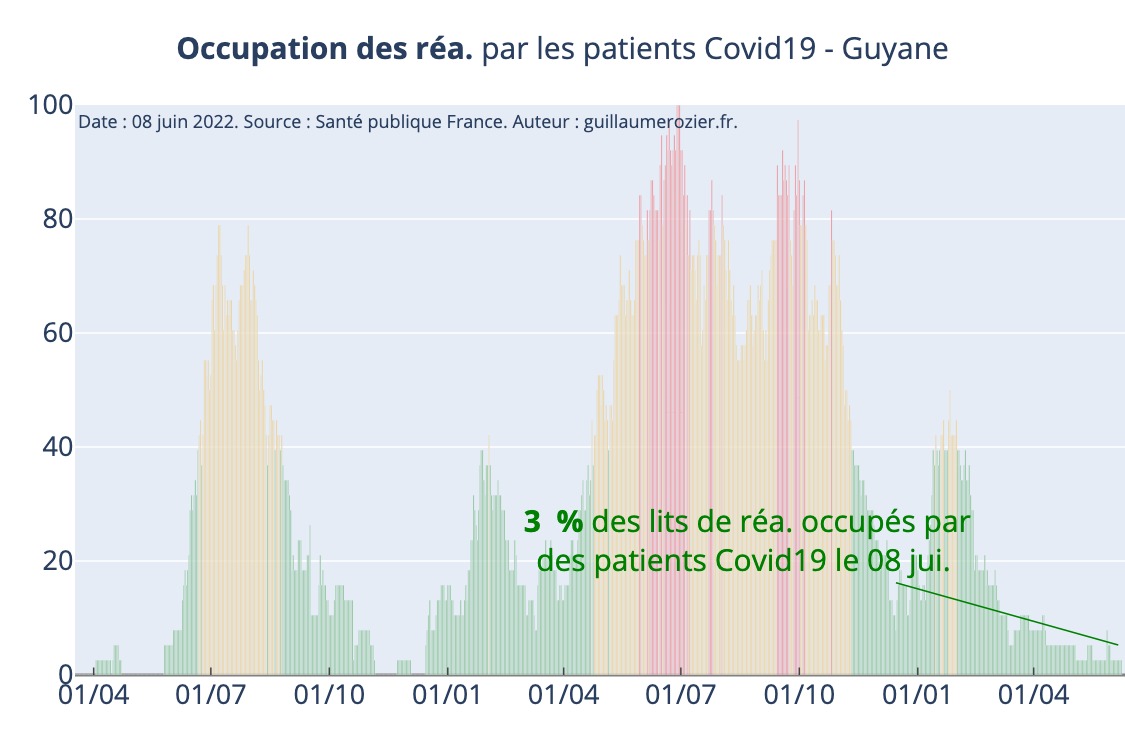 Occupation des réa. par les patients Covid19 - Guyane
100
Date : 08 juin 2022. Source : Santé publique France. Auteur : guillaumerozier.fr.
80
60
40
3 % des lits de réa. occupés par
des patients Covid19 le 08 jui.
20
0
01/04 01/07 01/10 01/01 01/04 01/07 01/10 01/01 01/04